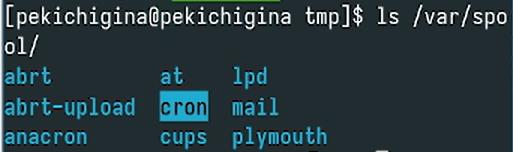 [pekichigina@pekichigina tmp]$ ls /var/spo
ol/
abrt at lpd
abrt-upload cron mail
anacron cups plymouth